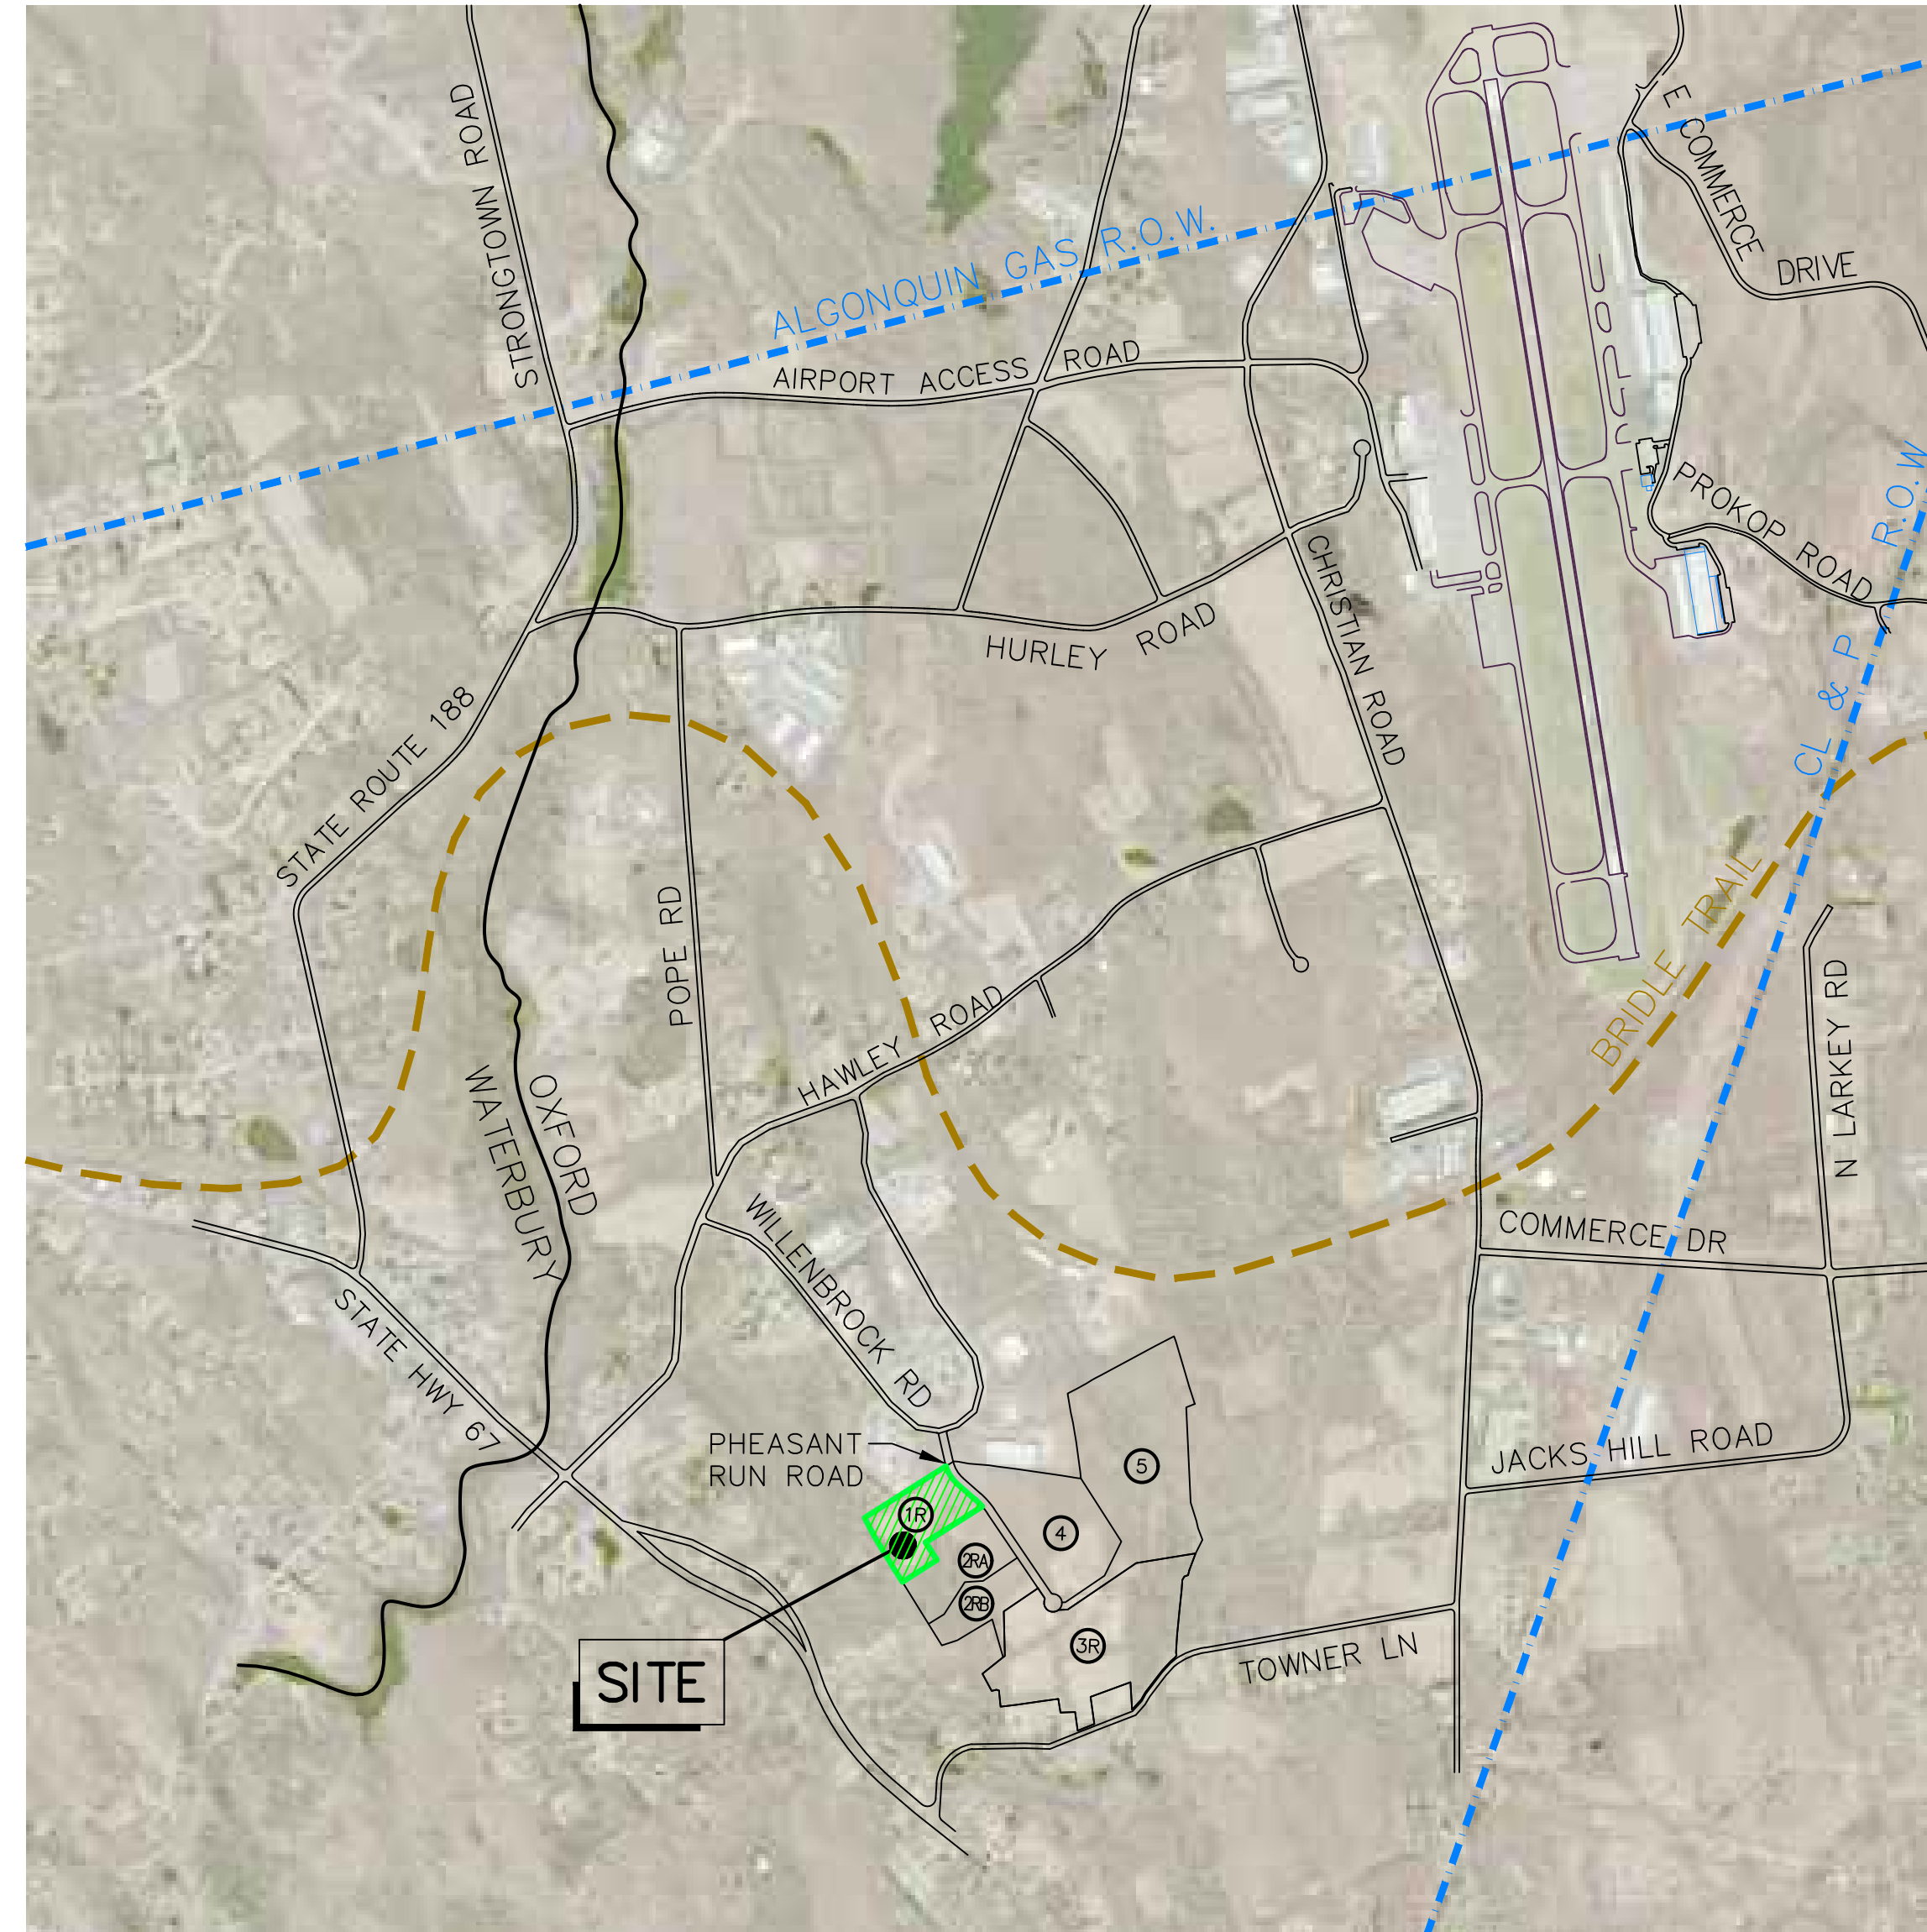 STRONGTOWN ROAD
E COMMERCE
DRIVE
ALGONQUIN GAS R.O.W.
AIRPORT ACCESS ROAD
PROKOP ROAD
CL & P R.O.W
CHRISTIAN ROAD
HURLEY ROAD
STATE ROUTE 188
POPE RD
BRIDLE TRAIL
N LARKEY RD
HAWLEY ROAD
OXFORD
WATERBURY
WILLENBROCK RD
COMMERCE DR
STATE HWY 67
PHEASANT
RUN ROAD
JACKS HILL ROAD
5
1R
4
2RA
2RB
3R
TOWNER LN
SITE